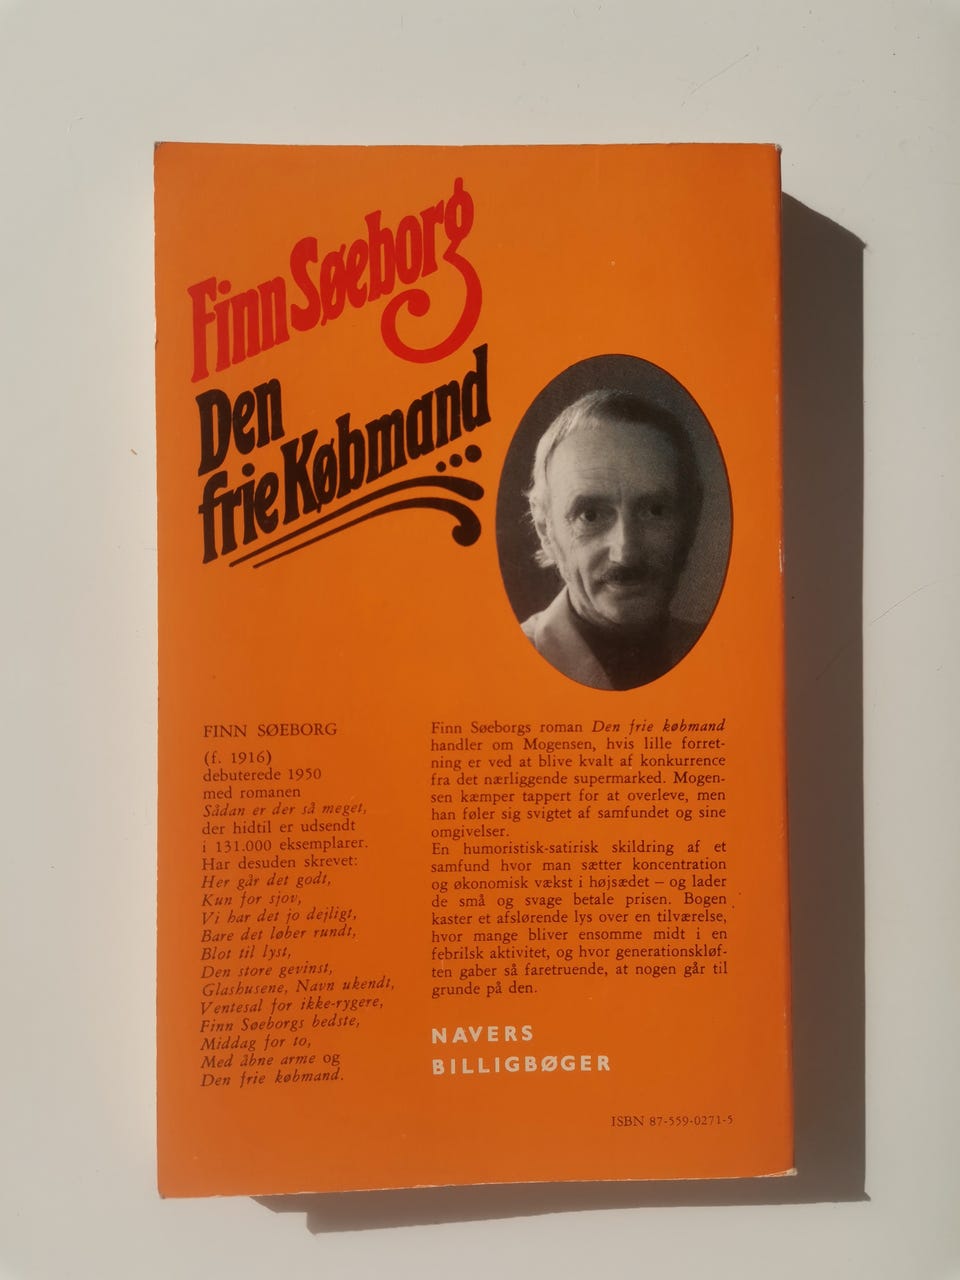 Finn Søeborg
Den
frie Købmand...
FINN SØEBORG
(f. 1916)
debuterede 1950
med romanen
Sådan er der så meget,
der hidtil er udsendt
i 131.000 eksemplarer.
Har desuden skrevet:
Her går det godt,
Kun for sjov,
Vi har det jo dejligt,
Bare det løber rundt,
Blot til lyst,
Den store gevinst,
Glashusene, Navn ukendt,
Ventesal for ikke-rygere,
Finn Søeborgs bedste,
Middag for to,
Med åbne arme og
Den frie købmand.
Finn Søeborgs roman Den frie købmand
handler om Mogensen, hvis lille forret-
ning er ved at blive kvalt af konkurrence
fra det nærliggende supermarked. Mogen-
sen kæmper tappert for at overleve, men
han føler sig svigtet af samfundet og sine
omgivelser.
En humoristisk-satirisk skildring af et
samfund hvor man sætter koncentration
og økonomisk vækst i højsædet – og lader
de små og svage betale prisen. Bogen
kaster et afslørende lys over en tilværelse,
hvor mange bliver ensomme midt i en
febrilsk aktivitet, og hvor generationskløf-
ten gaber så faretruende, at nogen går til
grunde på den.
NAVERS
BILLIGBØGER
ISBN 87-559-0271-5